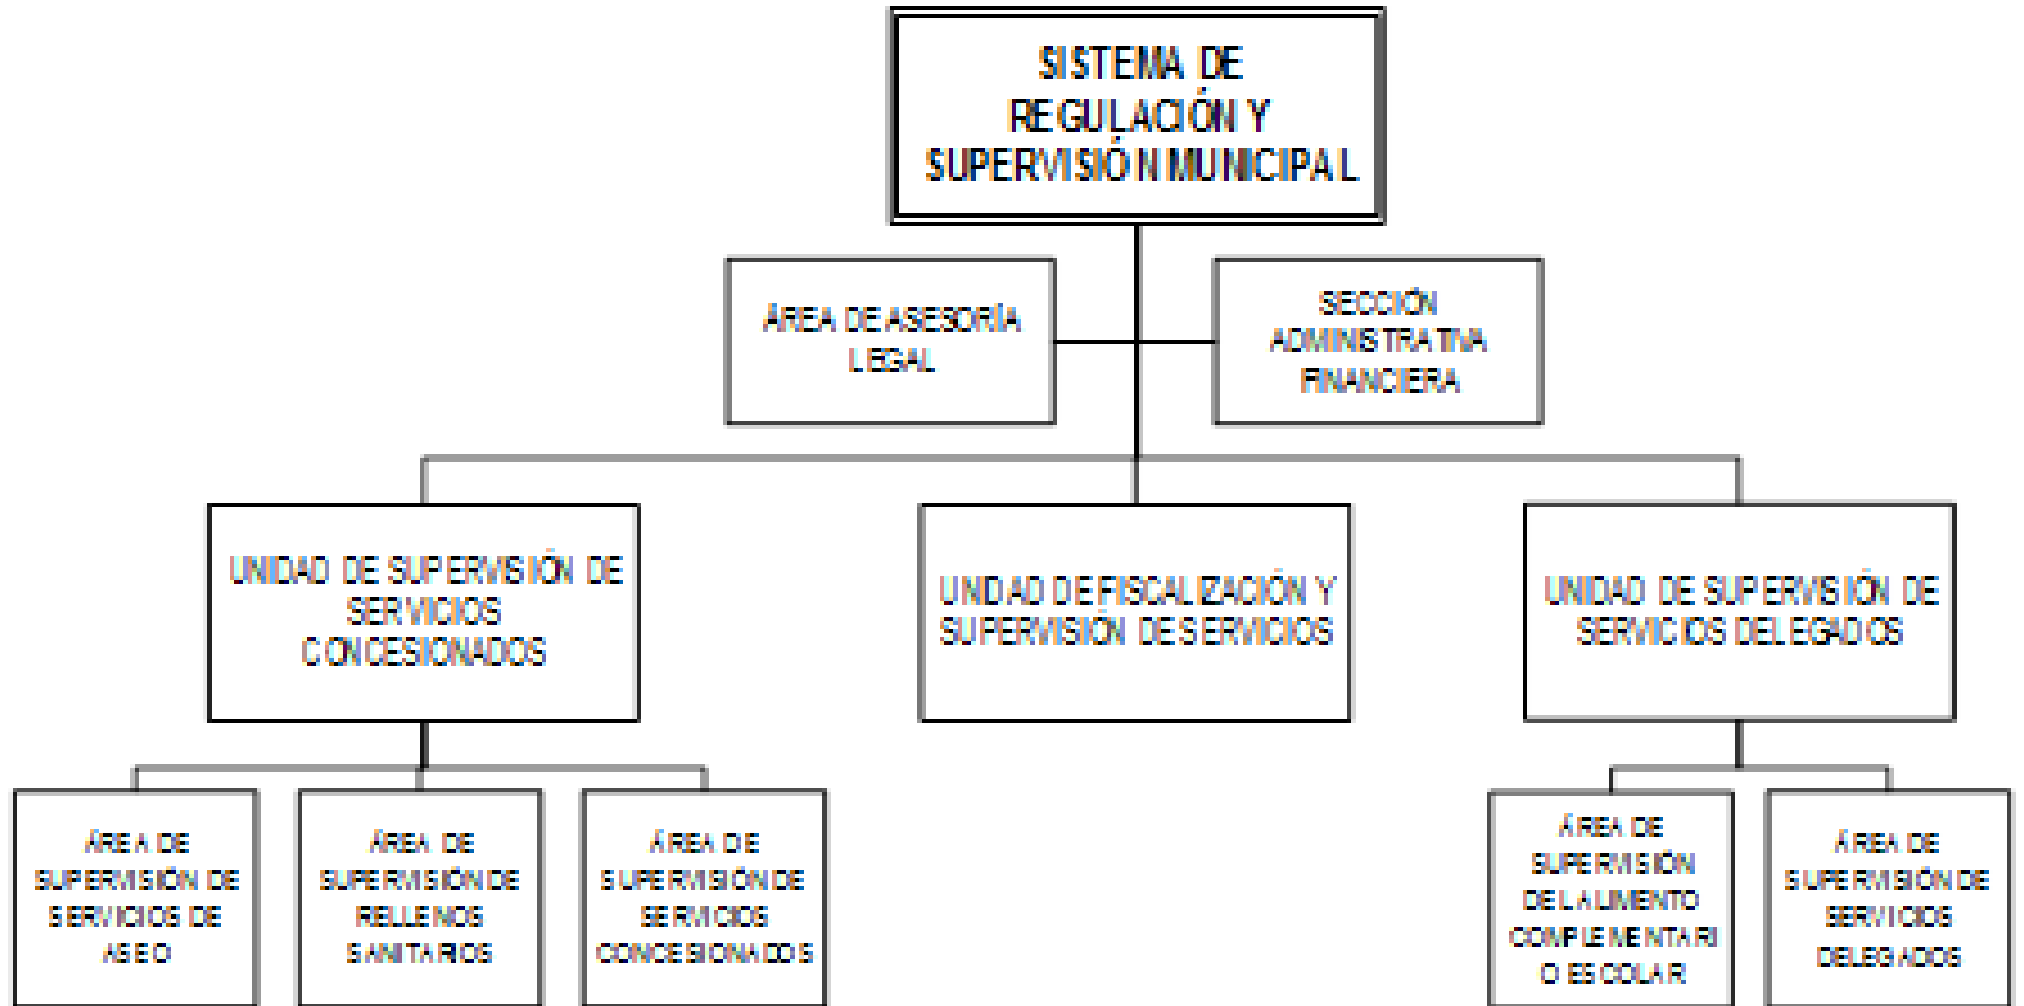 SISTEMA DE
REGULACIÓN Y
SUPERVISIÓN MUNICIPAL
ÁREA DE ASESORÍA
LEGAL
SECCIÓN
ADMINISTRATIVA
FINANCIERA
UNIDAD DE SUPERVISIÓN DE
SERVICIOS
CONCESIONADOS
UNIDAD DE FISCALIZACIÓN Y
SUPERVISIÓN DE SERVICIOS
UNIDAD DE SUPERVISIÓN DE
SERVICIOS DELEGADOS
ÁREA DE
SUPERVISIÓN DE
SERVICIOS DE
ASEO
ÁREA DE
SUPERVISIÓN DE
RELLENOS
SANITARIOS
ÁREA DE
SUPERVISIÓN DE
SERVICIOS
CONCESIONADOS
ÁREA DE
SUPERVISIÓN
DEL ALIMENTO
COMPLEMENTARI
O ESCOLAR
ÁREA DE
SUPERVISIÓN DE
SERVICIOS
DELEGADOS